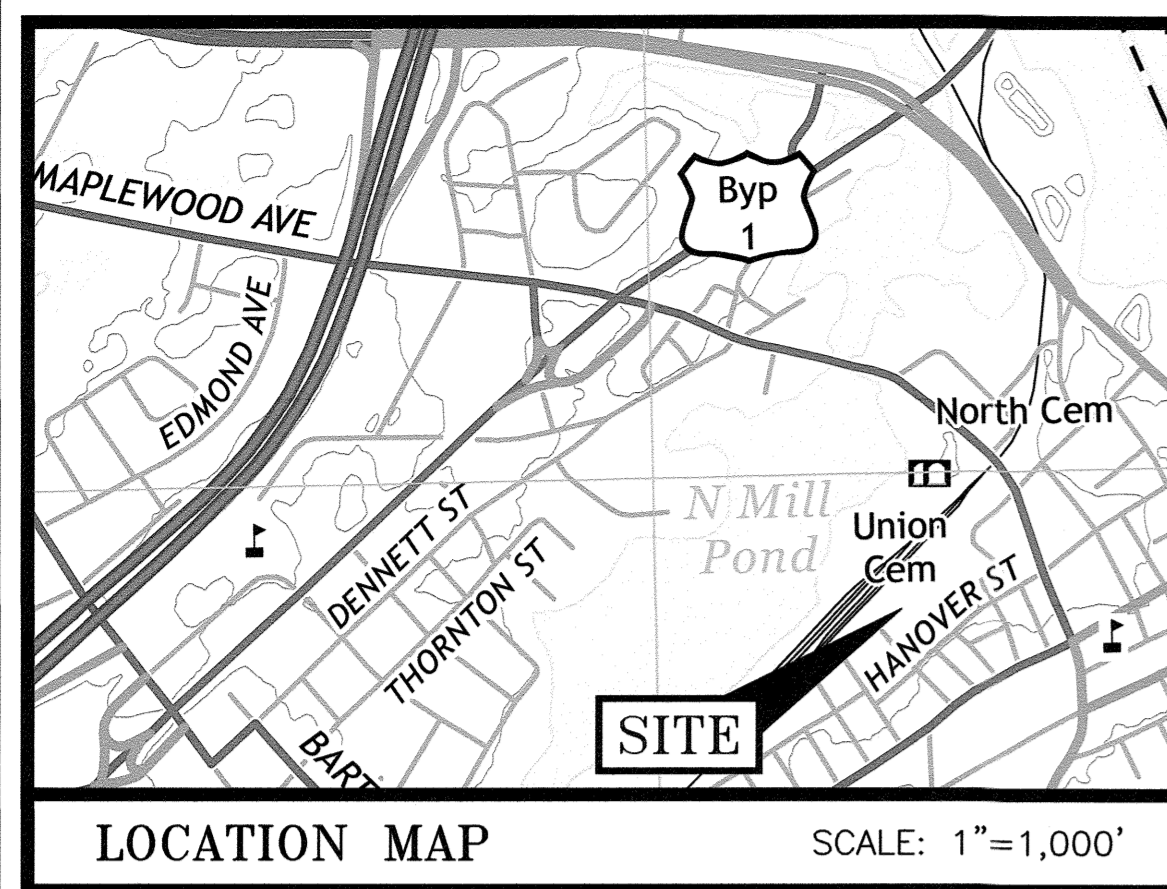 MAPLEWOOD AVE
Byp
1
EDMOND AVE
North Cem
N Mill
Pond
Union
Cem
DENNETT ST
THORNTON ST
HANOVER ST
BART
SITE
LOCATION MAP
SCALE: 1"=1,000'